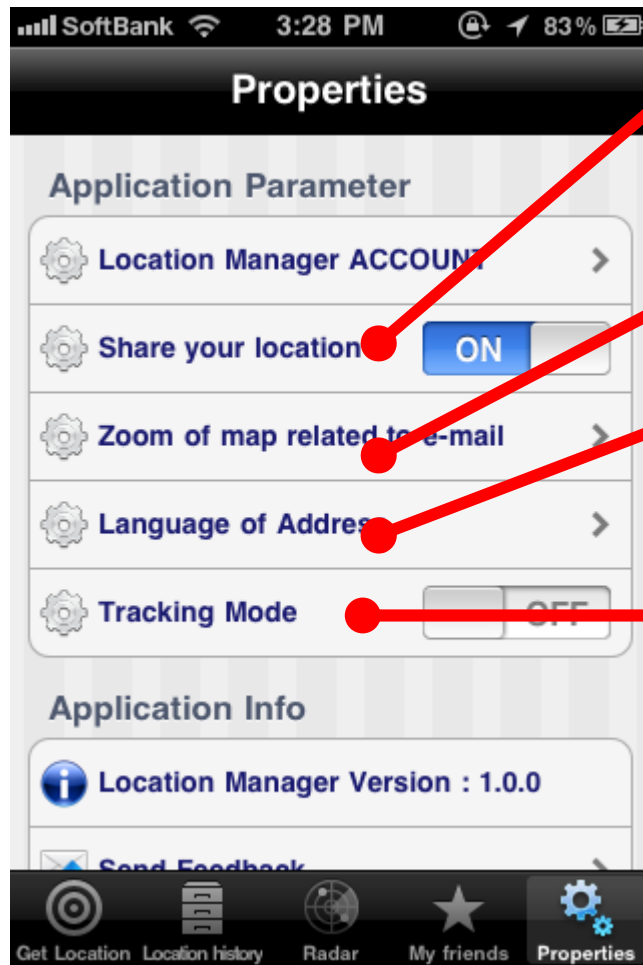 SoftBank 3:28 PM 83%
Properties
Application Parameter
Location Manager ACCOUNT
Share your location ON
Zoom of map related to e-mail
Language of Address
Tracking Mode OFF
Application Info
Location Manager Version : 1.0.0
Send Feedback
Get Location Location history Radar My friends Properties